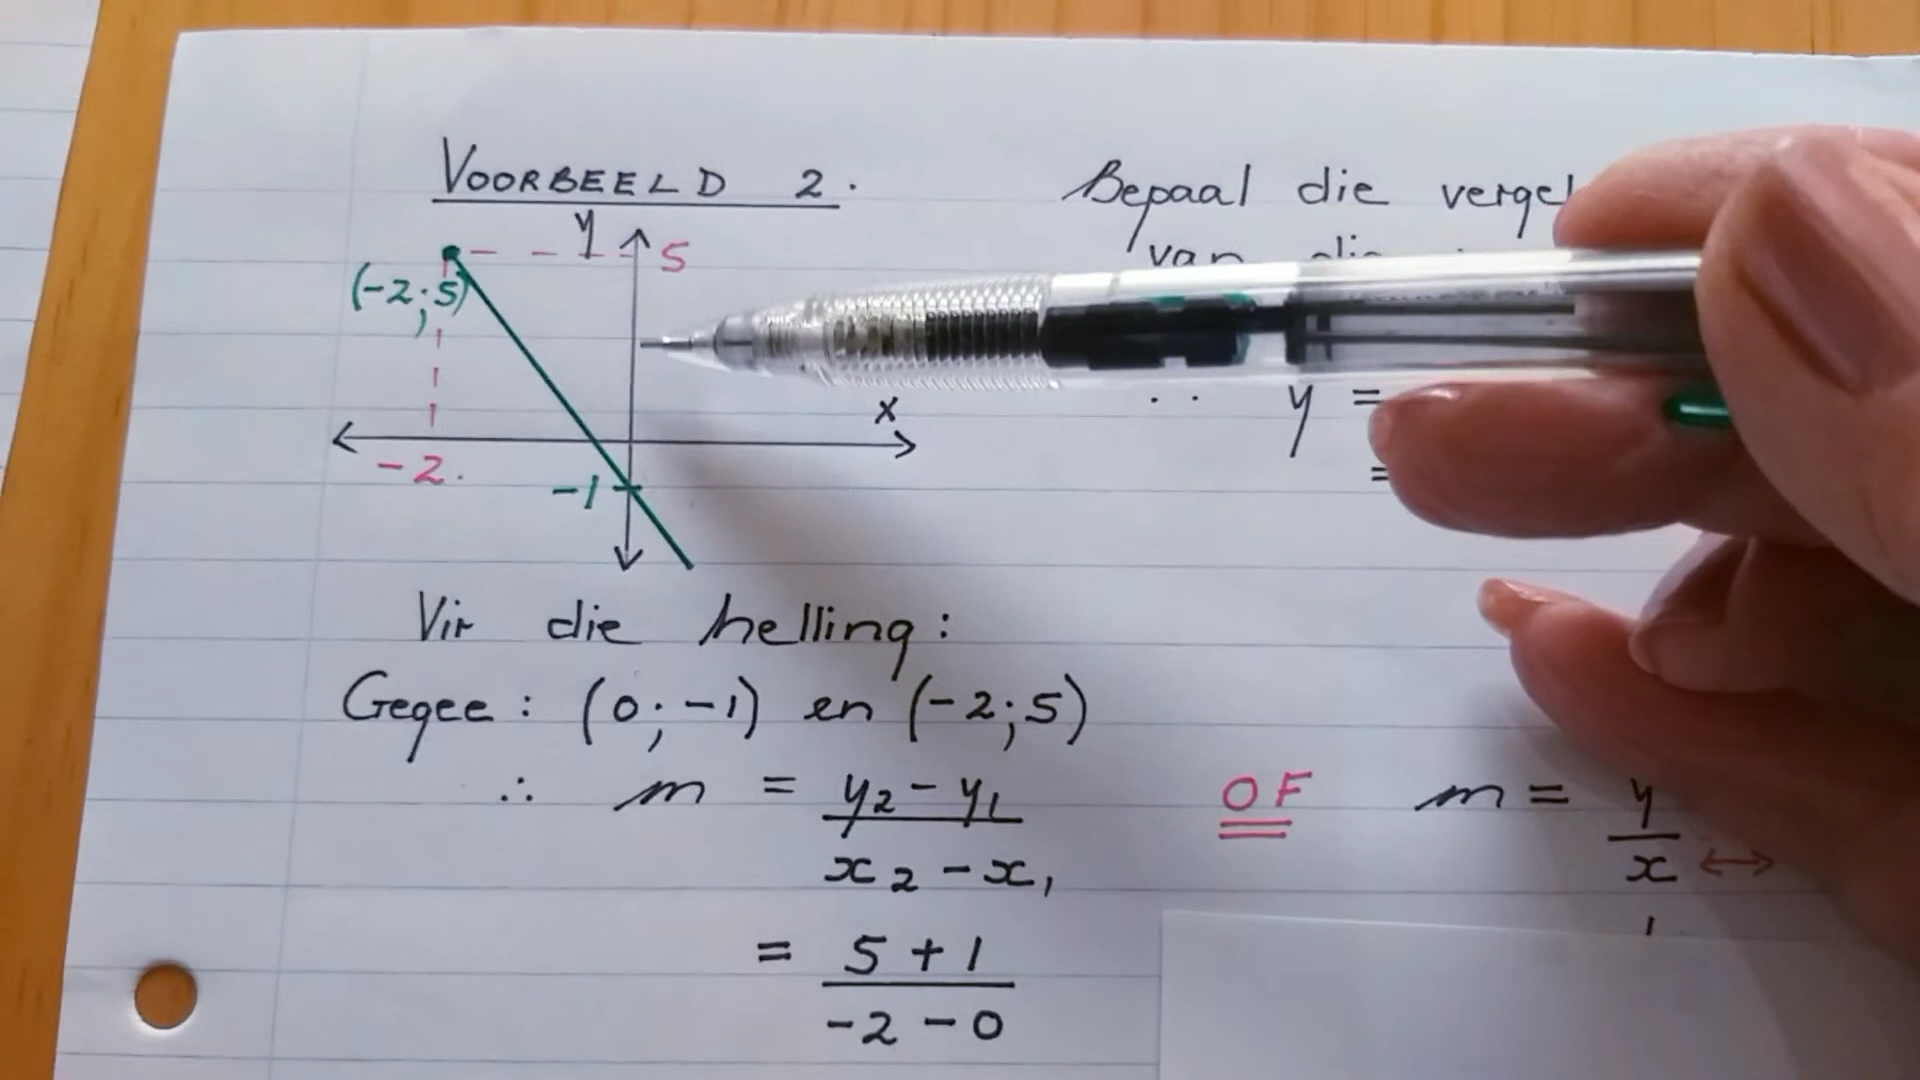 VOORBEELD 2.
Bepaal die
van die
y
5
(-2;5)
x
-2.
-1
∴ y =
=
Vir die helling:
Gegee: (0;-1) en (-2;5)
∴ m = y₂ - y₁ / x₂ - x₁
OF
m = y / x ↔
= 5 + 1 / -2 - 0